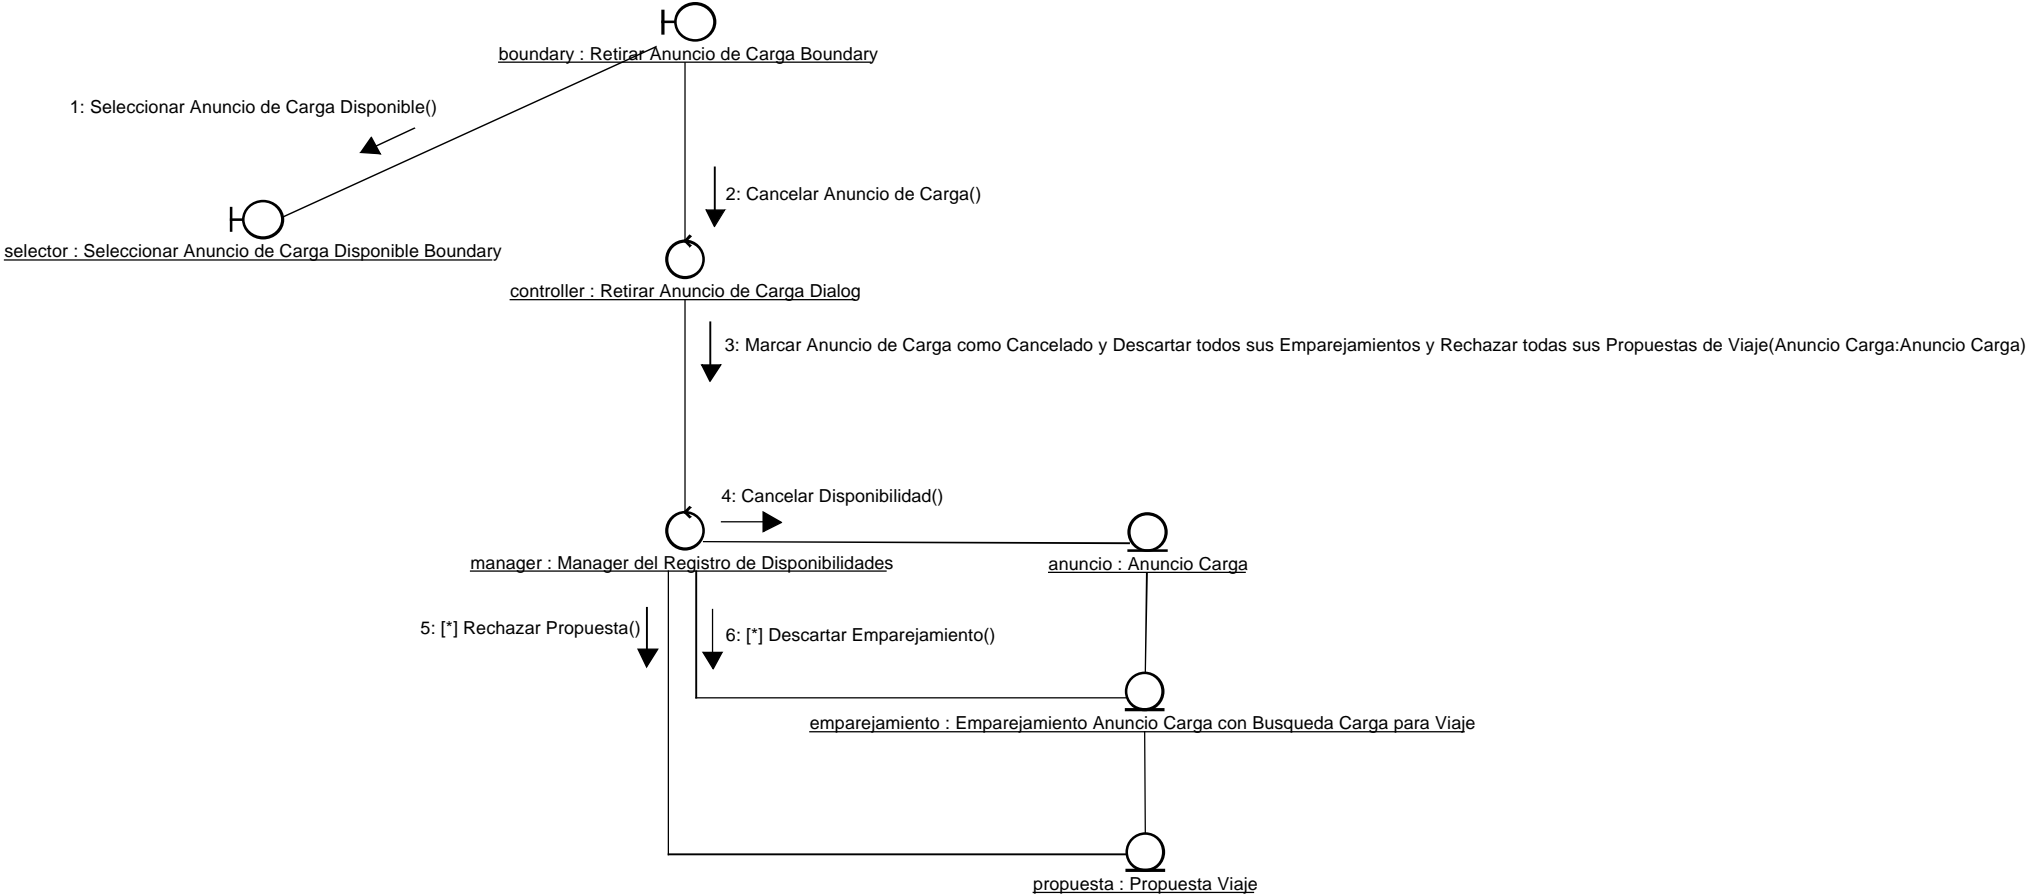 boundary : Retirar Anuncio de Carga Boundary
1: Seleccionar Anuncio de Carga Disponible()
2: Cancelar Anuncio de Carga()
selector : Seleccionar Anuncio de Carga Disponible Boundary
controller : Retirar Anuncio de Carga Dialog
3: Marcar Anuncio de Carga como Cancelado y Descartar todos sus Emparejamientos y Rechazar todas sus Propuestas de Viaje(Anuncio Carga:Anuncio Carga)
4: Cancelar Disponibilidad()
manager : Manager del Registro de Disponibilidades
anuncio : Anuncio Carga
5: [*] Rechazar Propuesta()
6: [*] Descartar Emparejamiento()
emparejamiento : Emparejamiento Anuncio Carga con Busqueda Carga para Viaje
propuesta : Propuesta Viaje